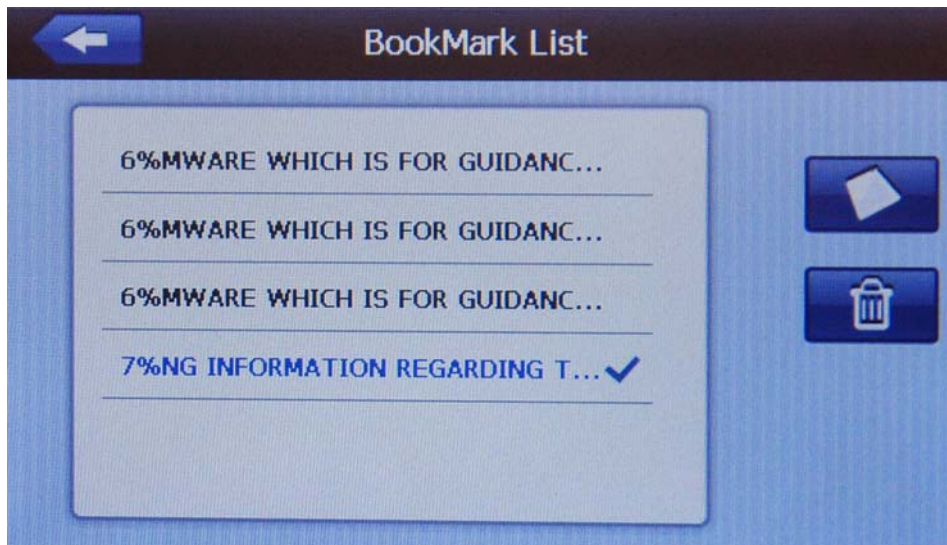 BookMark List
6%MWARE WHICH IS FOR GUIDANC...
6%MWARE WHICH IS FOR GUIDANC...
6%MWARE WHICH IS FOR GUIDANC...
7%NG INFORMATION REGARDING T...